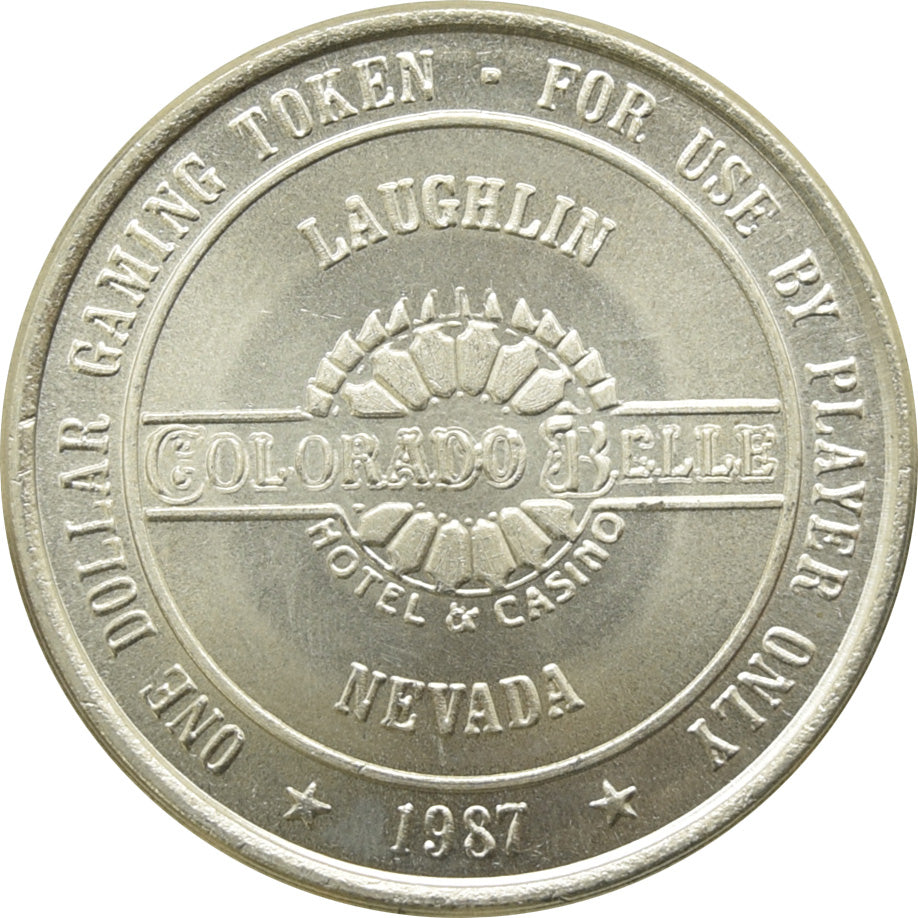 ONE DOLLAR GAMING TOKEN - FOR USE BY PLAYER ONLY
LAUGHLIN
COLORADO BELLE
HOTEL & CASINO
NEVADA
1987